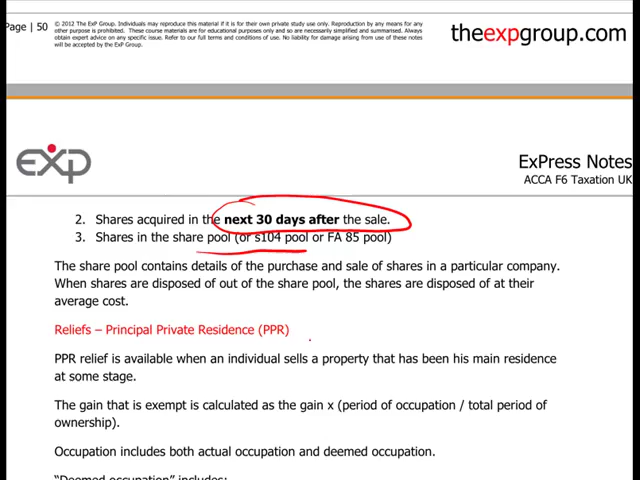 Page | 50
© 2012 The ExP Group. Individuals may reproduce this material if it is for their own private study use only. Reproduction by any means for any
other purpose is prohibited. These course materials are for educational purposes only and so are necessarily simplified and summarised. Always
obtain expert advice on any specific issue. Refer to our full terms and conditions of use. No liability for damage arising from use of these notes
will be accepted by the ExP Group.
theexpgroup.com
exp
ExPress Notes
ACCA F6 Taxation UK
2. Shares acquired in the next 30 days after the sale.
3. Shares in the share pool (or s104 pool or FA 85 pool)
The share pool contains details of the purchase and sale of shares in a particular company.
When shares are disposed of out of the share pool, the shares are disposed of at their
average cost.
Reliefs – Principal Private Residence (PPR)
PPR relief is available when an individual sells a property that has been his main residence
at some stage.
The gain that is exempt is calculated as the gain x (period of occupation / total period of
ownership).
Occupation includes both actual occupation and deemed occupation.
"Deemed occupation" includes: